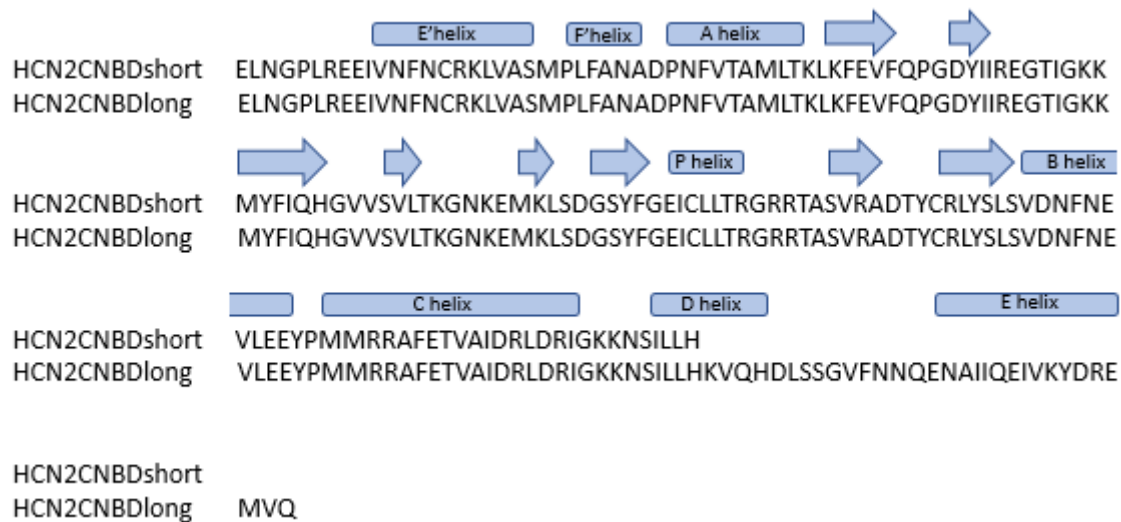 E'helix F'helix A helix
HCN2CNBDshort ELNGPLREEIVNFNCRKLVASMPLFANADPNFVTAMLTKLKFEVFQPGDYIIREGTIGKK
HCN2CNBDlong ELNGPLREEIVNFNCRKLVASMPLFANADPNFVTAMLTKLKFEVFQPGDYIIREGTIGKK
P helix B helix
HCN2CNBDshort MYFIQHGVVSVLTKGNKEMKLSDGSYFGEICLLTRGRRTASVRADTYCRLYSLSVDNFNE
HCN2CNBDlong MYFIQHGVVSVLTKGNKEMKLSDGSYFGEICLLTRGRRTASVRADTYCRLYSLSVDNFNE
C helix D helix E helix
HCN2CNBDshort VLEEYPMMRRAFETVAIDRLDRIGKKNSILLH
HCN2CNBDlong VLEEYPMMRRAFETVAIDRLDRIGKKNSILLHKVQHDLSSGVFNNQENAIIQEIVKYDRE
HCN2CNBDshort
HCN2CNBDlong MVQ